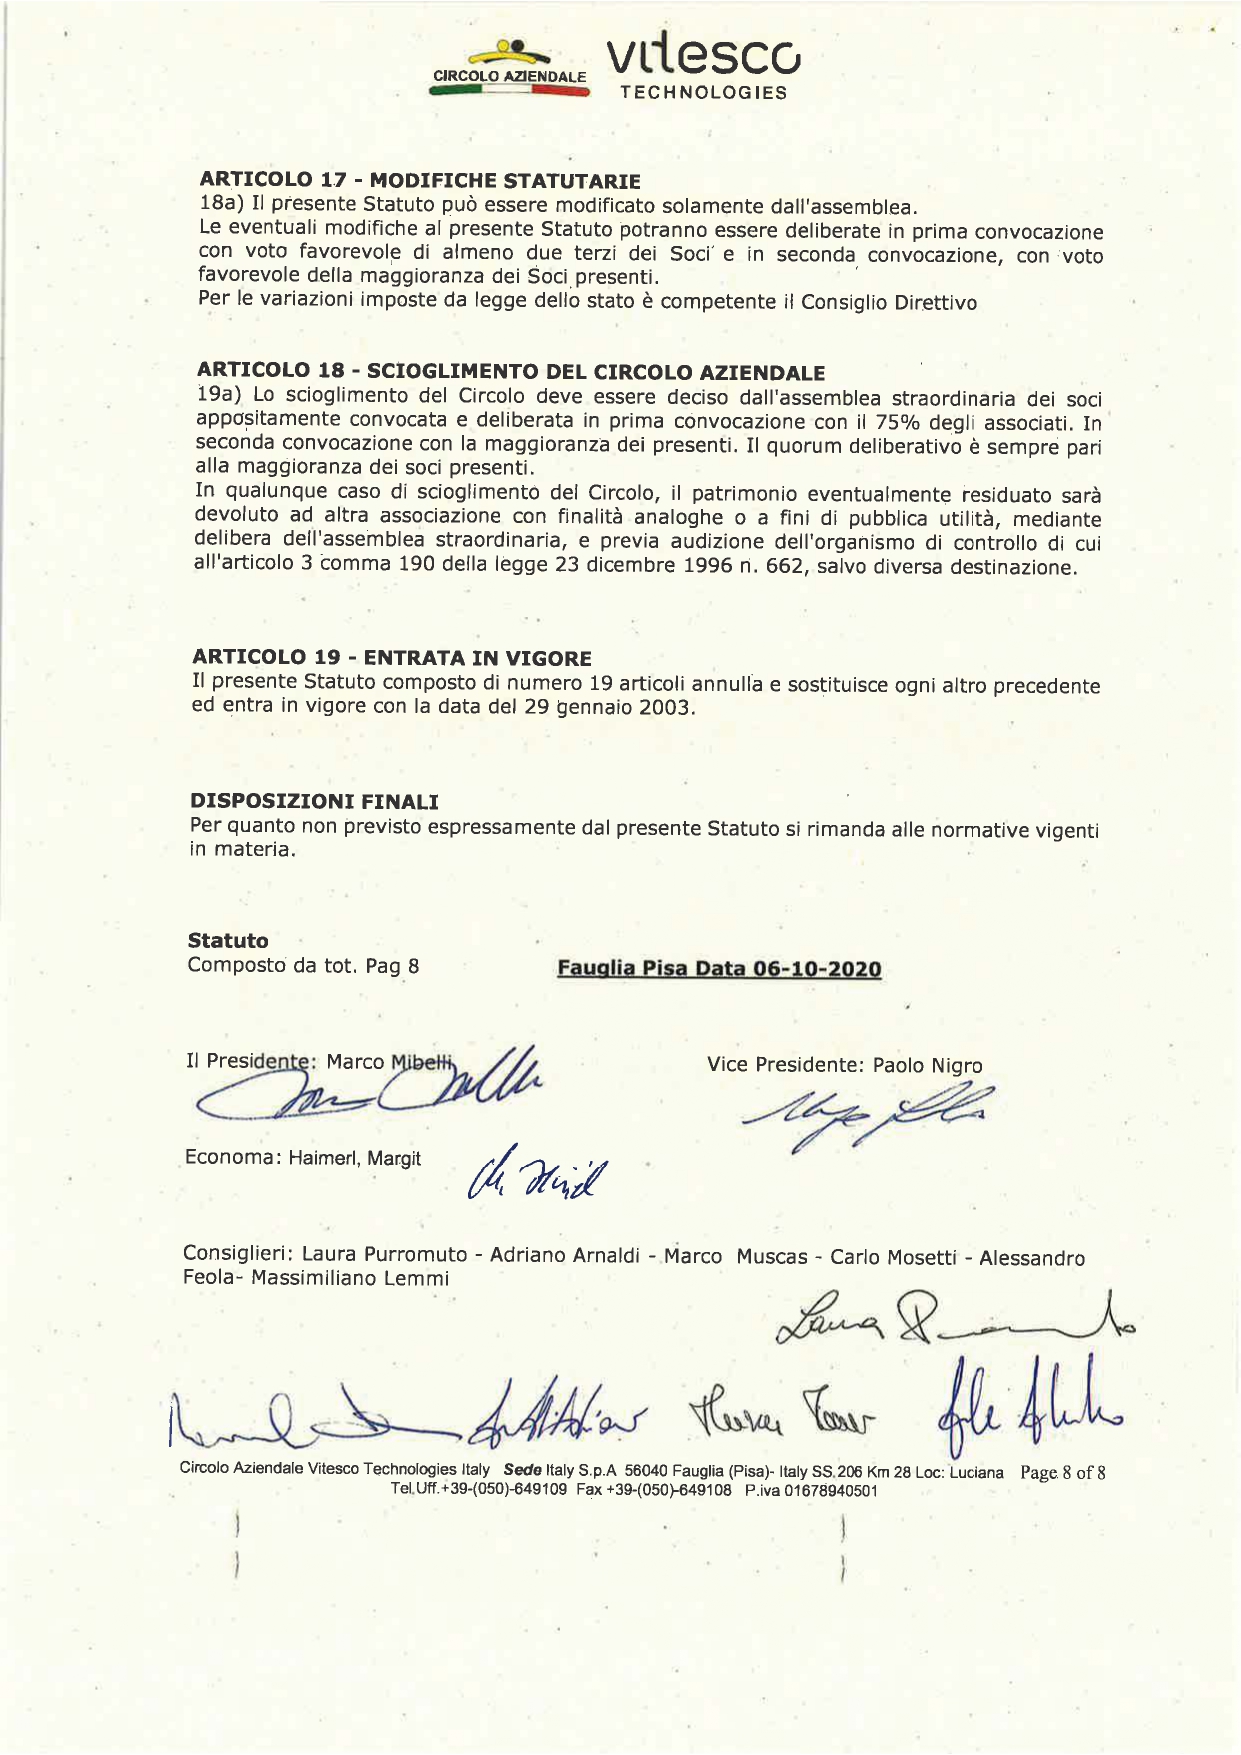 CIRCOLO AZIENDALE
vitesco
TECHNOLOGIES
ARTICOLO 17 - MODIFICHE STATUTARIE
18a) Il presente Statuto può essere modificato solamente dall'assemblea.
Le eventuali modifiche al presente Statuto potranno essere deliberate in prima convocazione
con voto favorevole di almeno due terzi dei Soci e in seconda convocazione, con voto
favorevole della maggioranza dei Soci presenti.
Per le variazioni imposte da legge dello stato è competente il Consiglio Direttivo
ARTICOLO 18 - SCIOGLIMENTO DEL CIRCOLO AZIENDALE
19a) Lo scioglimento del Circolo deve essere deciso dall'assemblea straordinaria dei soci
appositamente convocata e deliberata in prima convocazione con il 75% degli associati. In
seconda convocazione con la maggioranza dei presenti. Il quorum deliberativo è sempre pari
alla maggioranza dei soci presenti.
In qualunque caso di scioglimento del Circolo, il patrimonio eventualmente residuato sarà
devoluto ad altra associazione con finalità analoghe o a fini di pubblica utilità, mediante
delibera dell'assemblea straordinaria, e previa audizione dell'organismo di controllo di cui
all'articolo 3 comma 190 della legge 23 dicembre 1996 n. 662, salvo diversa destinazione.
ARTICOLO 19 - ENTRATA IN VIGORE
Il presente Statuto composto di numero 19 articoli annulla e sostituisce ogni altro precedente
ed entra in vigore con la data del 29 gennaio 2003.
DISPOSIZIONI FINALI
Per quanto non previsto espressamente dal presente Statuto si rimanda alle normative vigenti
in materia.
Statuto
Composto da tot. Pag 8 Fauglia Pisa Data 06-10-2020
Il Presidente: Marco Mibelli Vice Presidente: Paolo Nigro
Economa: Haimerl, Margit
Consiglieri: Laura Purromuto - Adriano Arnaldi - Marco Muscas - Carlo Mosetti - Alessandro
Feola- Massimiliano Lemmi
Laura
Circolo Aziendale Vitesco Technologies Italy Sede Italy S.p.A 56040 Fauglia (Pisa)- Italy SS.206 Km 28 Loc: Luciana Page 8 of 8
Tel.Uff.+39-(050)-649109 Fax +39-(050)-649108 P.iva 01678940501